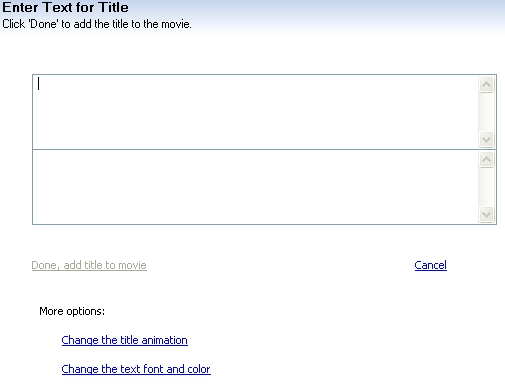 Enter Text for Title
Click 'Done' to add the title to the movie.
Done, add title to movie
Cancel
More options:
Change the title animation
Change the text font and color